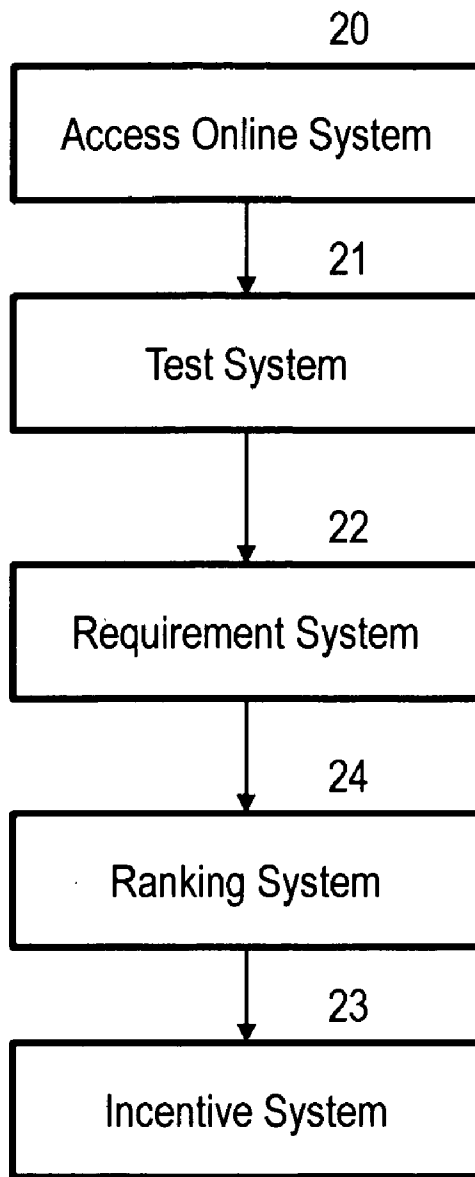 20
Access Online System
21
Test System
22
Requirement System
24
Ranking System
23
Incentive System